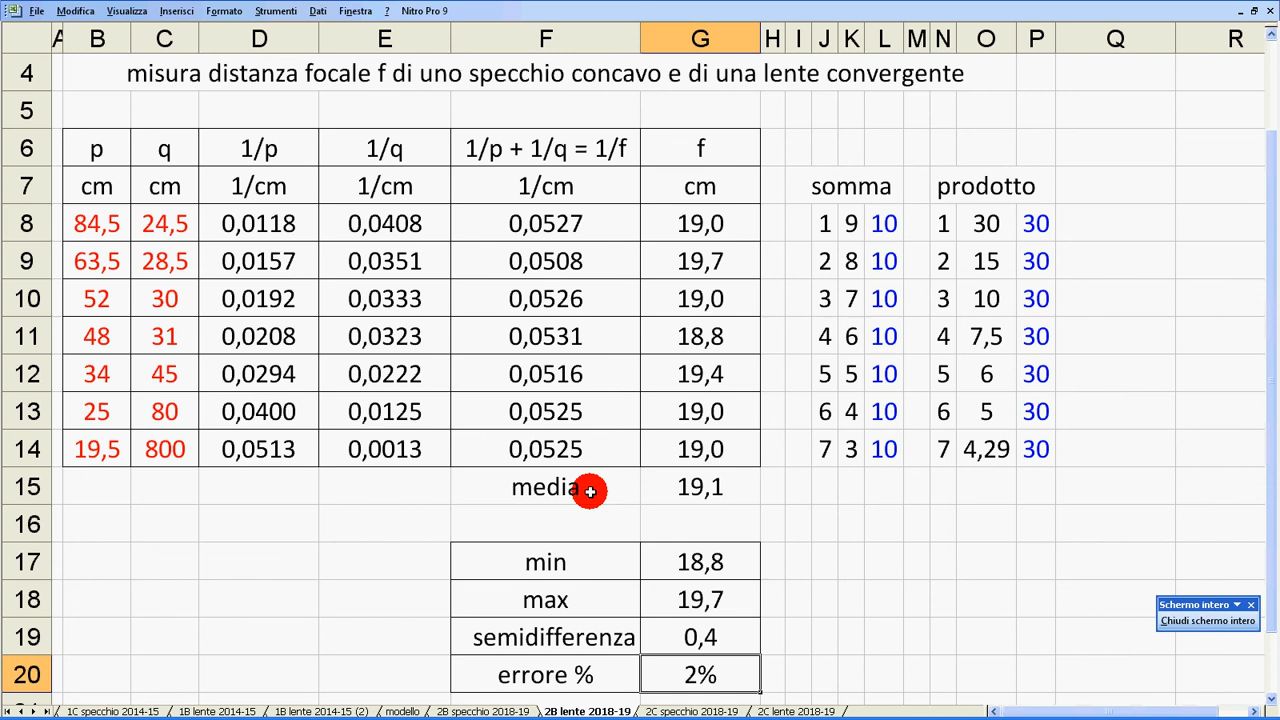 File Modifica Visualizza Inserisci Formato Strumenti Dati Finestra ? Nitro Pro 9
A B C D E F G H I J K L M N O P Q R
4 misura distanza focale f di uno specchio concavo e di una lente convergente
5
6 p q 1/p 1/q 1/p + 1/q = 1/f f
7 cm cm 1/cm 1/cm 1/cm cm somma prodotto
8 84,5 24,5 0,0118 0,0408 0,0527 19,0 1 9 10 1 30 30
9 63,5 28,5 0,0157 0,0351 0,0508 19,7 2 8 10 2 15 30
10 52 30 0,0192 0,0333 0,0526 19,0 3 7 10 3 10 30
11 48 31 0,0208 0,0323 0,0531 18,8 4 6 10 4 7,5 30
12 34 45 0,0294 0,0222 0,0516 19,4 5 5 10 5 6 30
13 25 80 0,0400 0,0125 0,0525 19,0 6 4 10 6 5 30
14 19,5 800 0,0513 0,0013 0,0525 19,0 7 3 10 7 4,29 30
15 media 19,1
16
17 min 18,8
18 max 19,7
19 semidifferenza 0,4
20 errore % 2%
Schermo intero
Chiudi schermo intero
1C specchio 2014-15 1B lente 2014-15 1B lente 2014-15 (2) modello 2B specchio 2018-19 2B lente 2018-19 2C specchio 2018-19 2C lente 2018-19